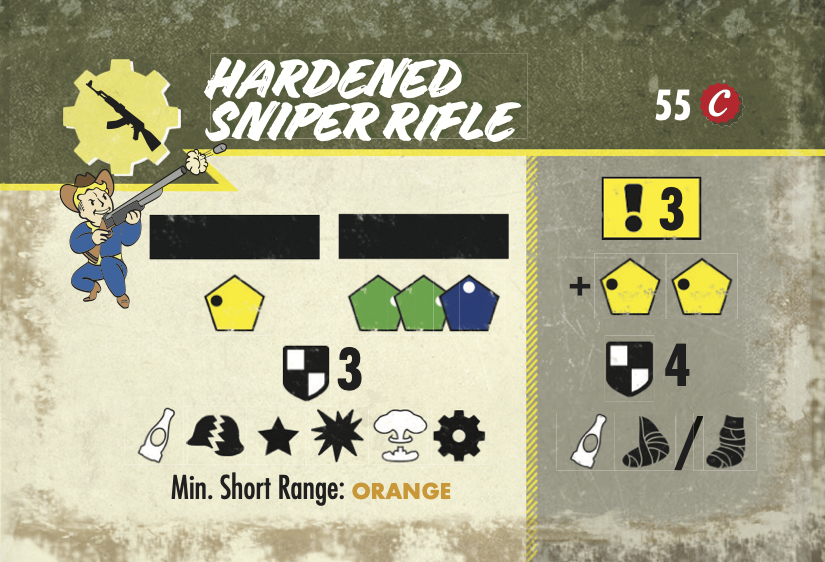 HARDENED
SNIPER RIFLE
55 C
! 3
+
3
4
/
Min. Short Range: ORANGE